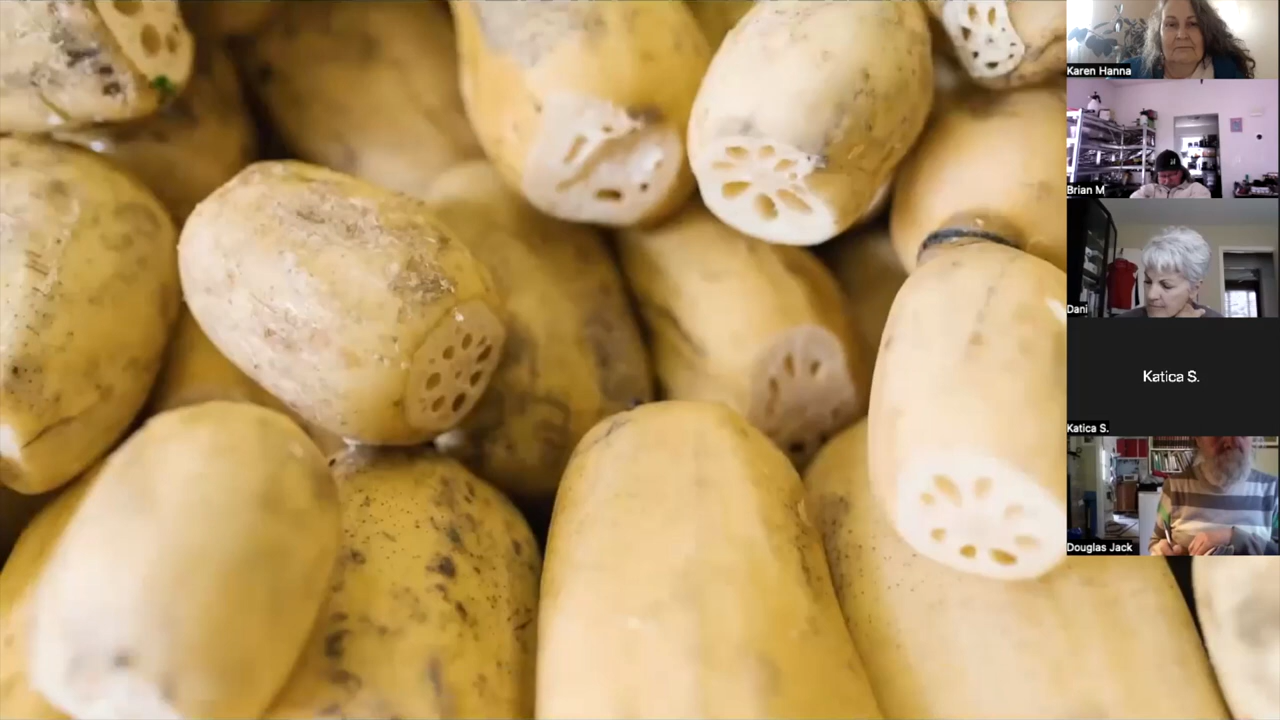 Karen Hanna
Brian M
Dani
Katica S.
Katica S.
Douglas Jack